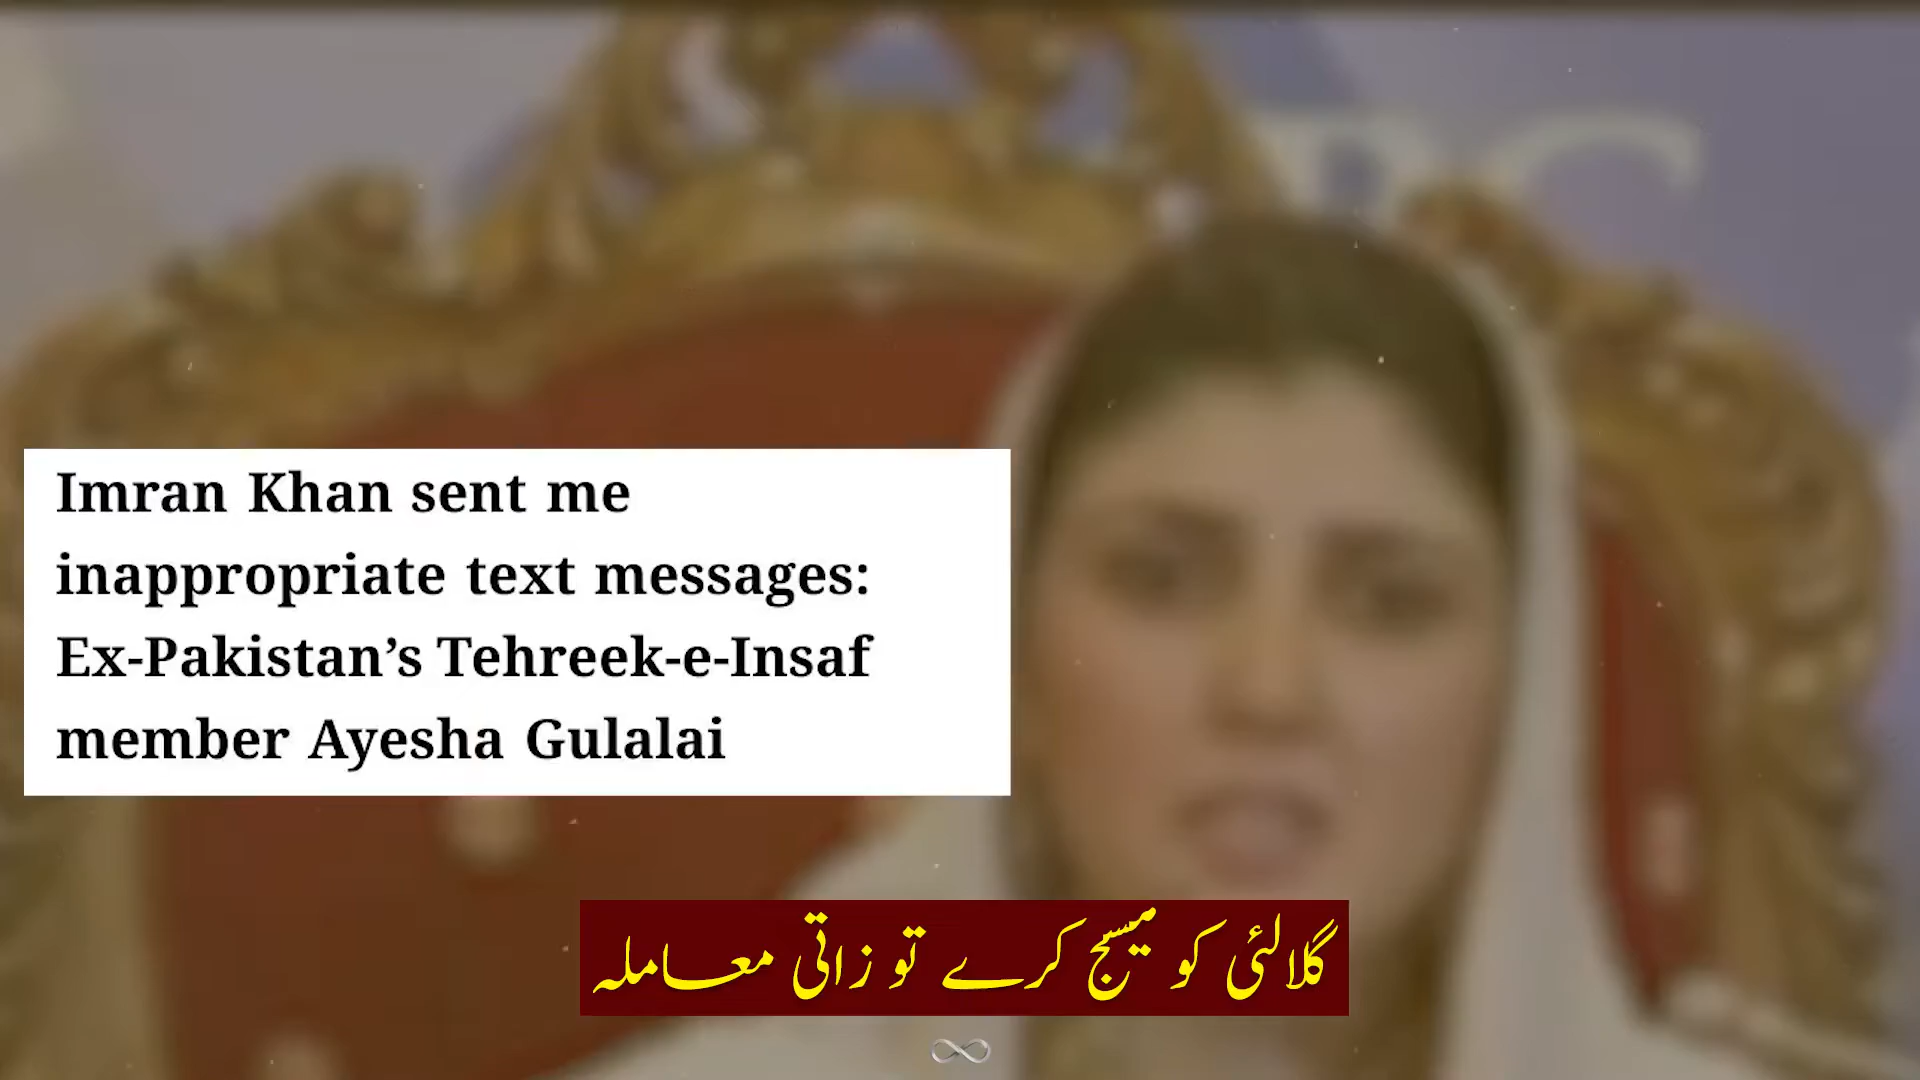 Imran Khan sent me
inappropriate text messages:
Ex-Pakistan’s Tehreek-e-Insaf
member Ayesha Gulalai
گلالئی کو میسج کرے تو زاتی معاملہ